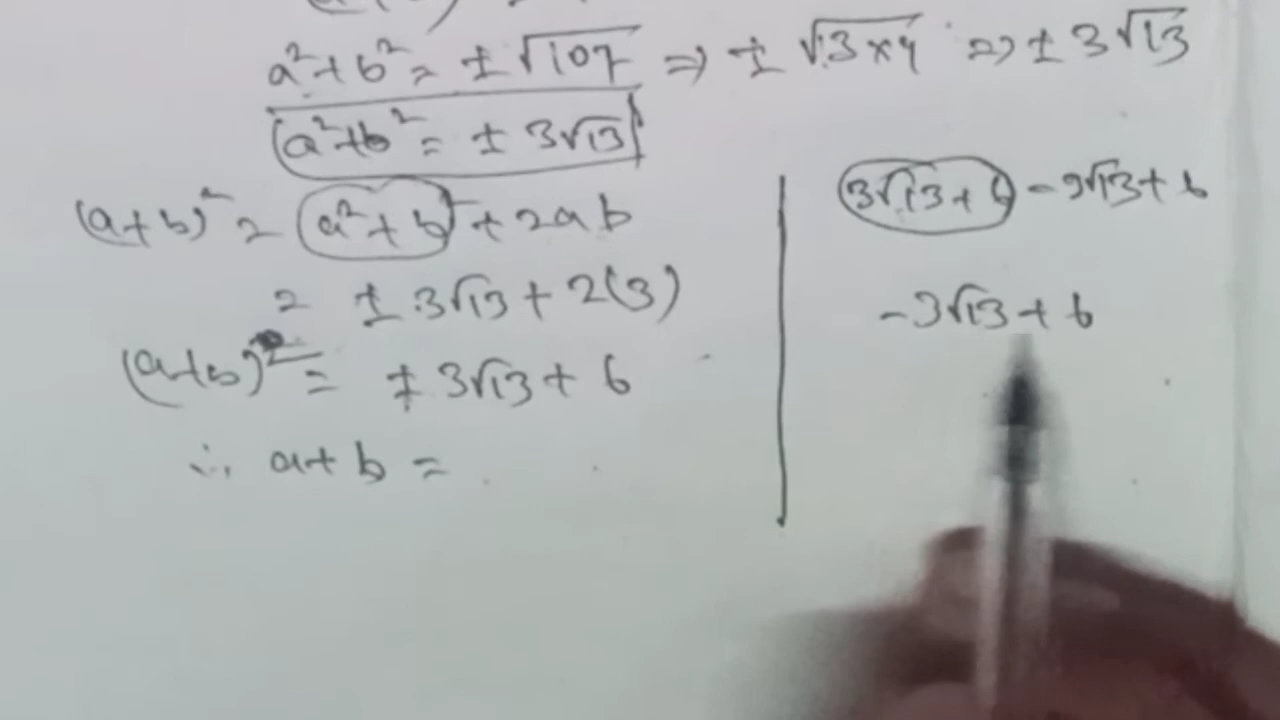 a²+b² = ±√107 ⇒ ±√13×9 ⇒ ±3√13
a²+b² = ±3√13
(a+b)² = a²+b² + 2ab
= ±3√13 + 2(3)
(a+b)² = ±3√13 + 6
∴ a+b =
3√13+6 -3√13+6
-3√13+6